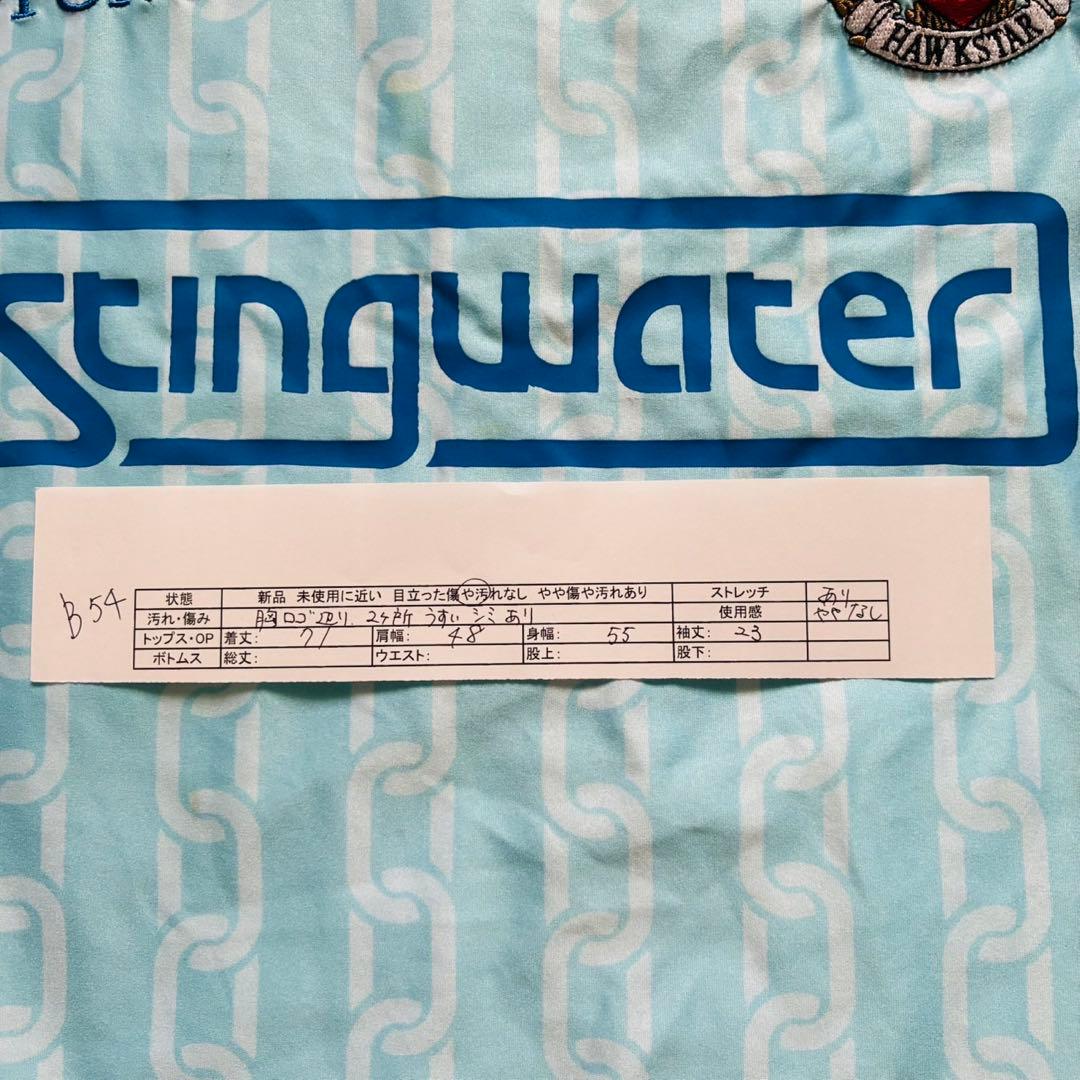 HAWKSTAR
Stingwater
B54
状態 新品 未使用に近い 目立った傷や汚れなし やや傷や汚れあり ストレッチ あり
汚れ・傷み 胸ロゴ辺り 2ヶ所 うすいシミあり 使用感 ややなし
トップス・OP 着丈: 71 肩幅: 48 身幅: 55 袖丈: 23
ボトムス 総丈: ウエスト: 股上: 股下: